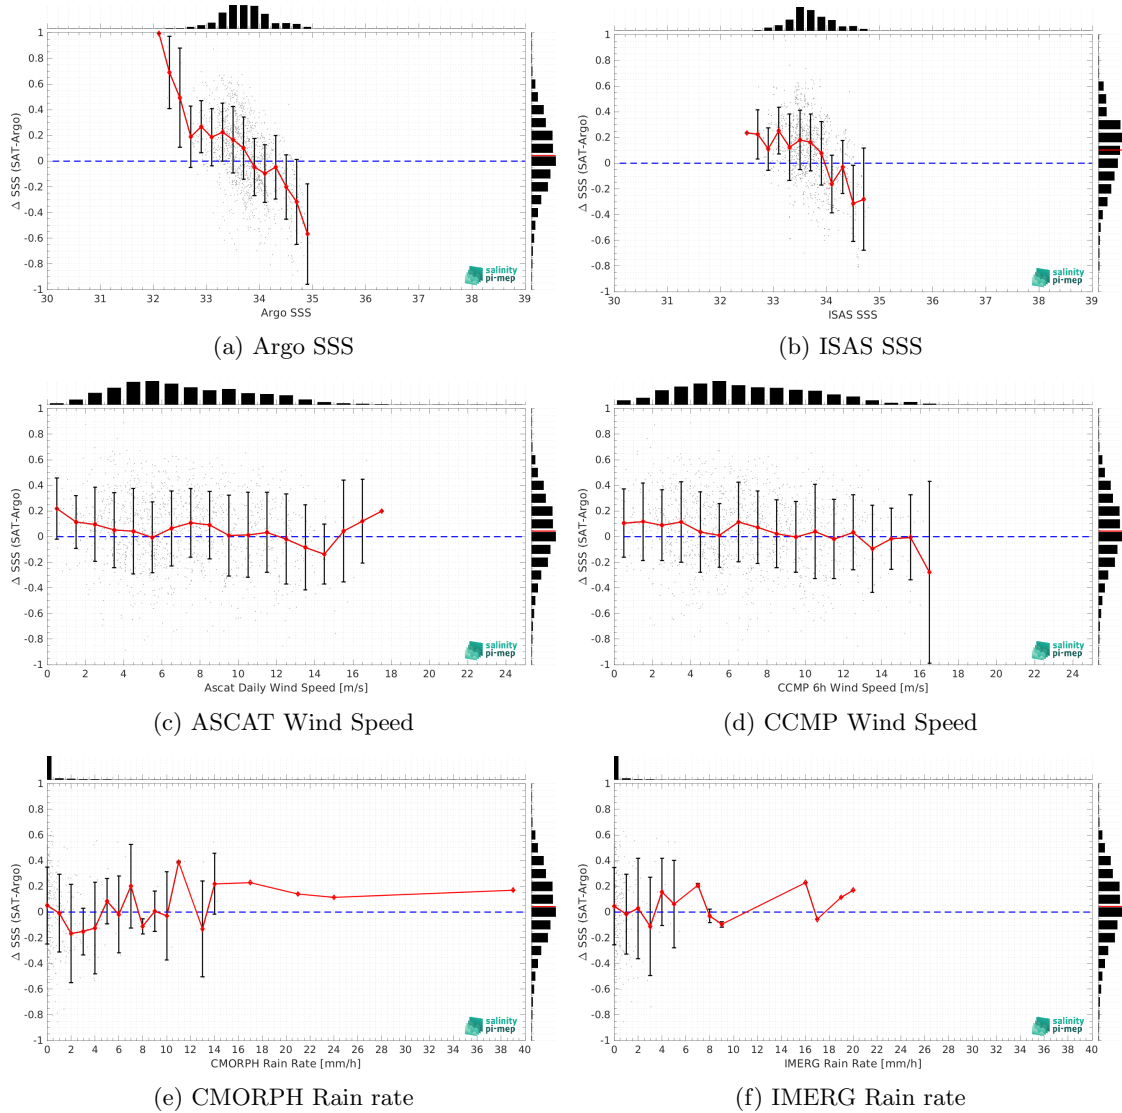 1
0.8
0.6
0.4
0.2
0
-0.2
-0.4
-0.6
-0.8
-1
Δ SSS (SAT-Argo)
30 31 32 33 34 35 36 37 38 39
Argo SSS
salinity
pi-mep
(a) Argo SSS
1
0.8
0.6
0.4
0.2
0
-0.2
-0.4
-0.6
-0.8
-1
Δ SSS (SAT-Argo)
30 31 32 33 34 35 36 37 38 39
ISAS SSS
salinity
pi-mep
(b) ISAS SSS
1
0.8
0.6
0.4
0.2
0
-0.2
-0.4
-0.6
-0.8
-1
Δ SSS (SAT-Argo)
0 2 4 6 8 10 12 14 16 18 20 22 24
Ascat Daily Wind Speed [m/s]
salinity
pi-mep
(c) ASCAT Wind Speed
1
0.8
0.6
0.4
0.2
0
-0.2
-0.4
-0.6
-0.8
-1
Δ SSS (SAT-Argo)
0 2 4 6 8 10 12 14 16 18 20 22 24
CCMP 6h Wind Speed [m/s]
salinity
pi-mep
(d) CCMP Wind Speed
1
0.8
0.6
0.4
0.2
0
-0.2
-0.4
-0.6
-0.8
-1
Δ SSS (SAT-Argo)
0 2 4 6 8 10 12 14 16 18 20 22 24 26 28 30 32 34 36 38 40
CMORPH Rain Rate [mm/h]
salinity
pi-mep
(e) CMORPH Rain rate
1
0.8
0.6
0.4
0.2
0
-0.2
-0.4
-0.6
-0.8
-1
Δ SSS (SAT-Argo)
0 2 4 6 8 10 12 14 16 18 20 22 24 26 28 30 32 34 36 38 40
IMERG Rain Rate [mm/h]
salinity
pi-mep
(f) IMERG Rain rate